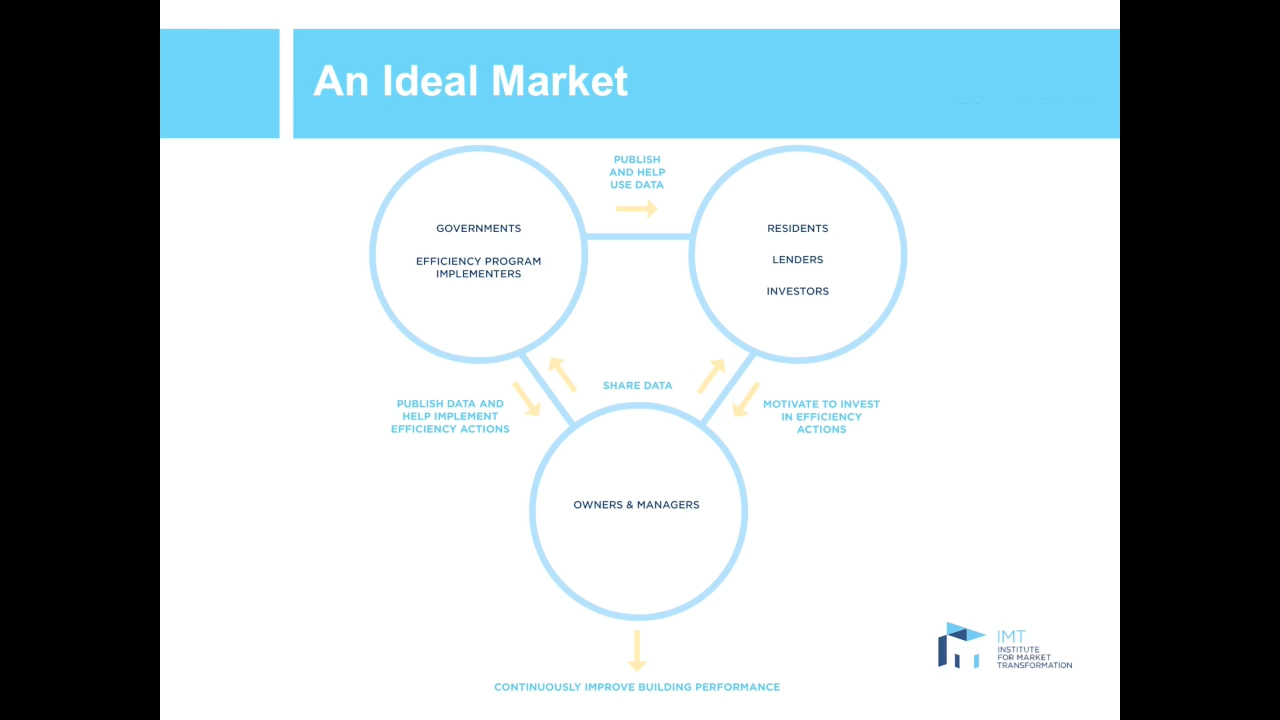 An Ideal Market
PUBLISH
AND HELP
USE DATA
GOVERNMENTS
EFFICIENCY PROGRAM
IMPLEMENTERS
RESIDENTS
LENDERS
INVESTORS
SHARE DATA
PUBLISH DATA AND
HELP IMPLEMENT
EFFICIENCY ACTIONS
MOTIVATE TO INVEST
IN EFFICIENCY
ACTIONS
OWNERS & MANAGERS
IMT
INSTITUTE
FOR MARKET
TRANSFORMATION
CONTINUOUSLY IMPROVE BUILDING PERFORMANCE